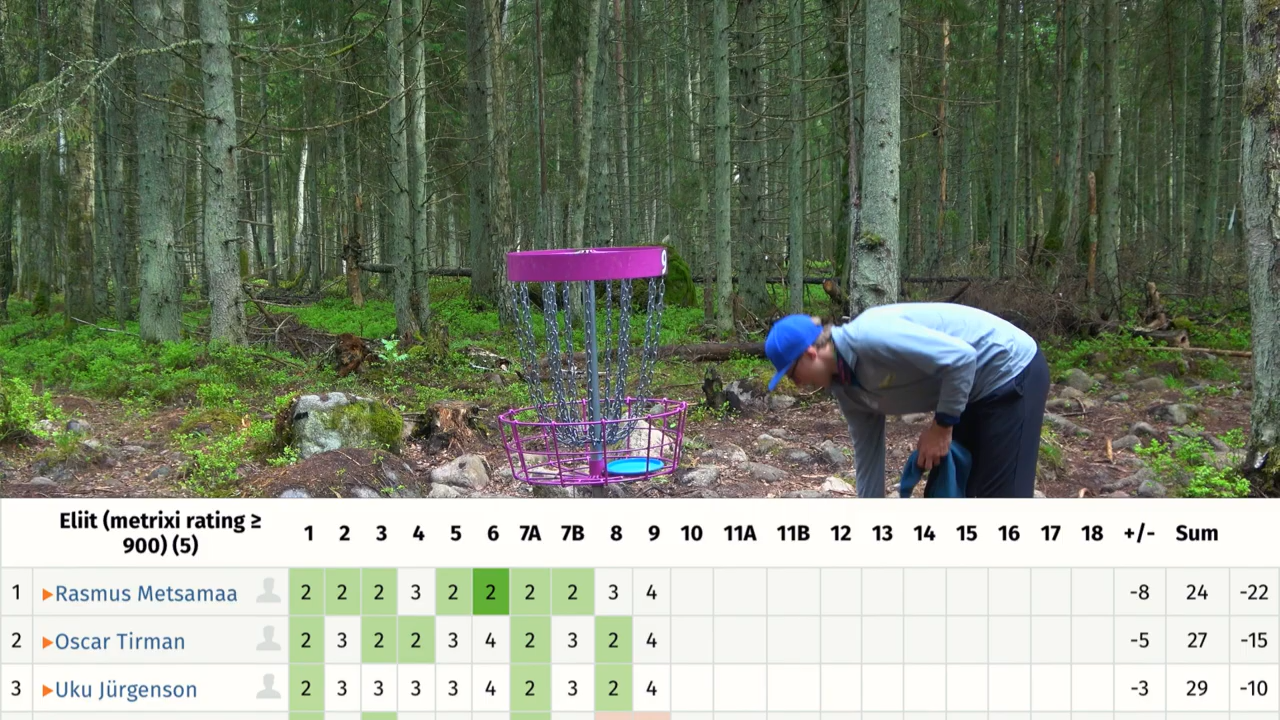 9
Eliit (metrixi rating ≥
900) (5) 1 2 3 4 5 6 7A 7B 8 9 10 11A 11B 12 13 14 15 16 17 18 +/- Sum
1 Rasmus Metsamaa 2 2 2 3 2 2 2 2 3 4 -8 24 -22
2 Oscar Tirman 2 3 2 2 3 4 2 3 2 4 -5 27 -15
3 Uku Jürgenson 2 3 3 3 3 4 2 3 2 4 -3 29 -10